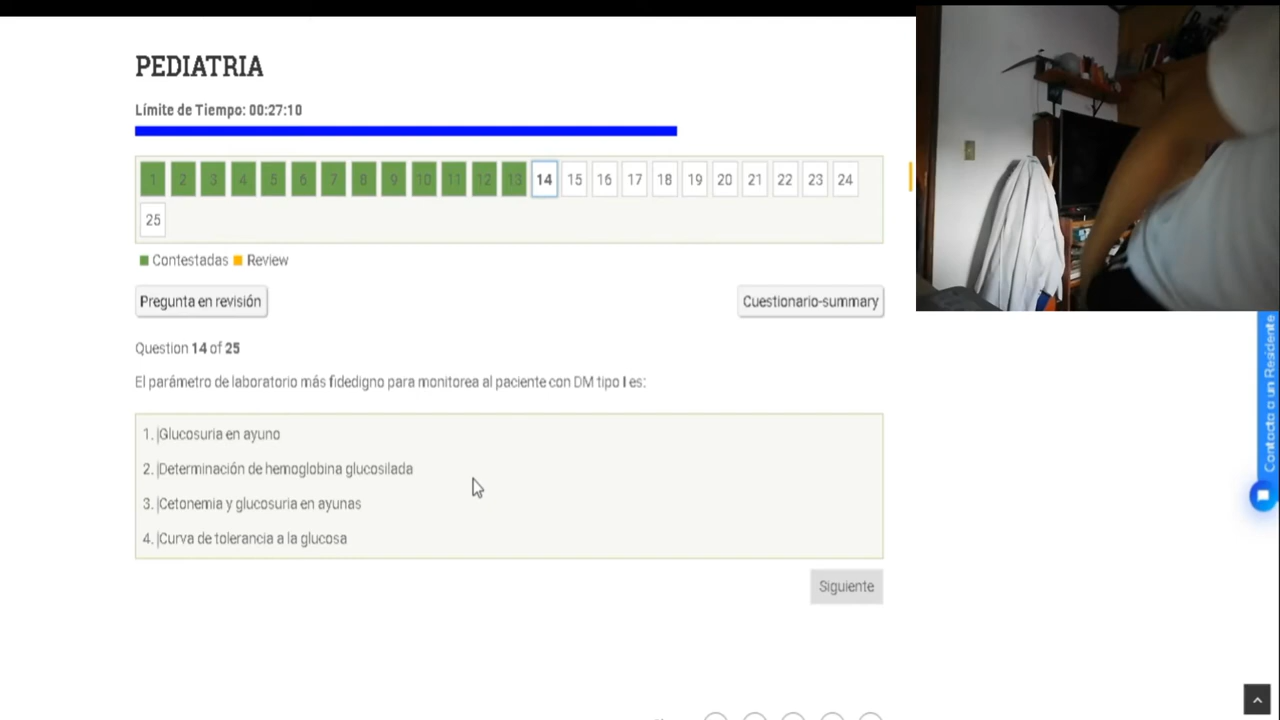 PEDIATRIA
Límite de Tiempo: 00:27:10
1 2 3 4 5 6 7 8 9 10 11 12 13 14 15 16 17 18 19 20 21 22 23 24
25
Contestadas Review
Pregunta en revisión
Cuestionario-summary
Question 14 of 25
El parámetro de laboratorio más fidedigno para monitorea al paciente con DM tipo I es:
1. Glucosuria en ayuno
2. Determinación de hemoglobina glucosilada
3. Cetonemia y glucosuria en ayunas
4. Curva de tolerancia a la glucosa
Siguiente
Contacta a un Residente